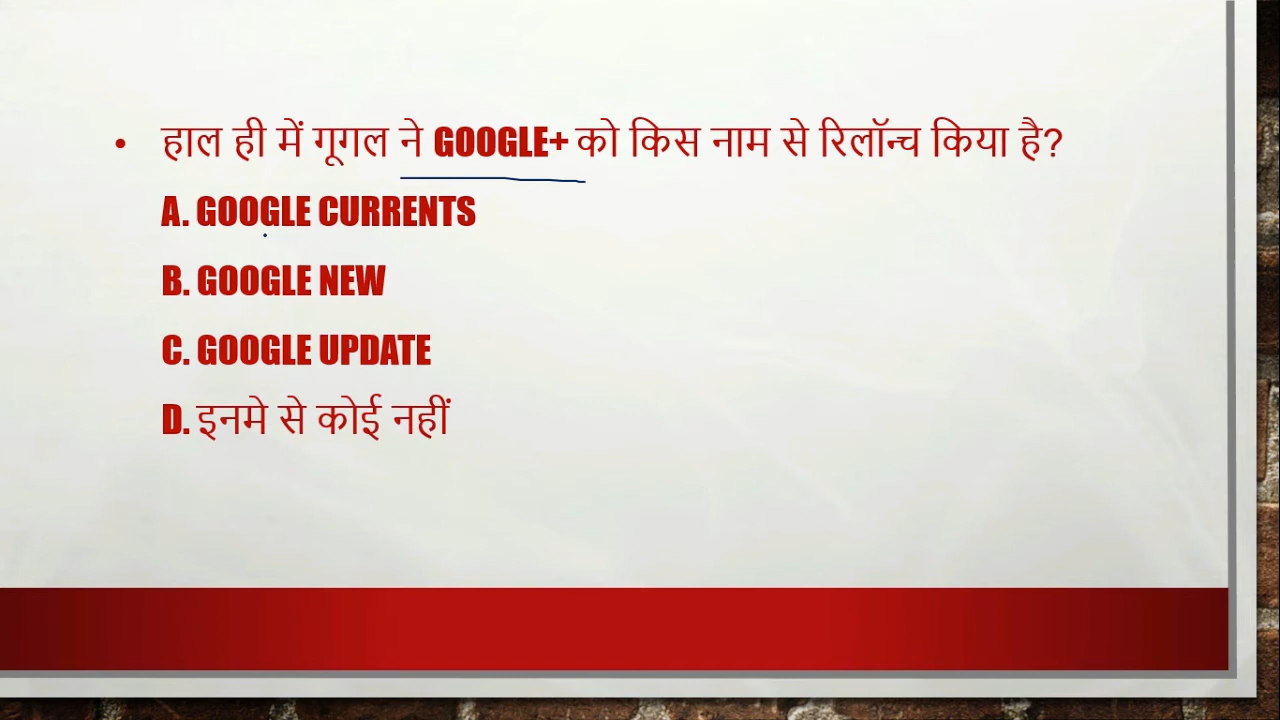 • हाल ही में गूगल ने GOOGLE+ को किस नाम से रिलॉन्च किया है?
A. GOOGLE CURRENTS
B. GOOGLE NEW
C. GOOGLE UPDATE
D. इनमे से कोई नहीं